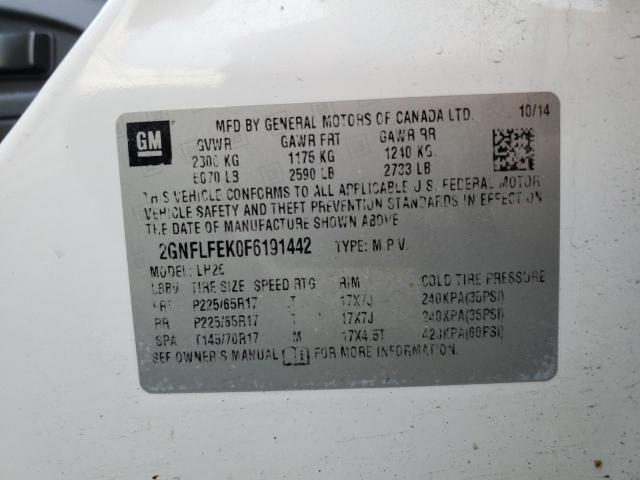 MFD BY GENERAL MOTORS OF CANADA LTD. 10/14
GM
GVWR GAWR FRT GAWR RR
2300 KG 1175 KG 1240 KG
5070 LB 2590 LB 2733 LB
THIS VEHICLE CONFORMS TO ALL APPLICABLE U.S. FEDERAL MOTOR
VEHICLE SAFETY AND THEFT PREVENTION STANDARDS IN EFFECT ON
THE DATE OF MANUFACTURE SHOWN ABOVE.
2GNFLFEK0F6191442 TYPE: M.P.V.
MODEL: LH26
TIRE SIZE SPEED RTG RIM COLD TIRE PRESSURE
FRT P225/65R17 T 17X7J 240KPA(35PSI)
RR P225/65R17 T 17X7J 240KPA(35PSI)
SPA T145/70R17 M 17X4.5T 420KPA(60PSI)
SEE OWNER'S MANUAL FOR MORE INFORMATION.